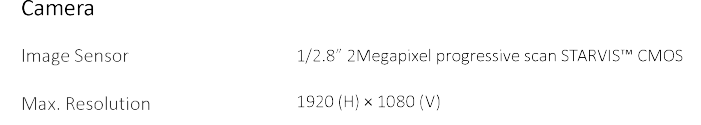 Camera
Image Sensor 1/2.8″ 2Megapixel progressive scan STARVIS™ CMOS
Max. Resolution 1920 (H) × 1080 (V)